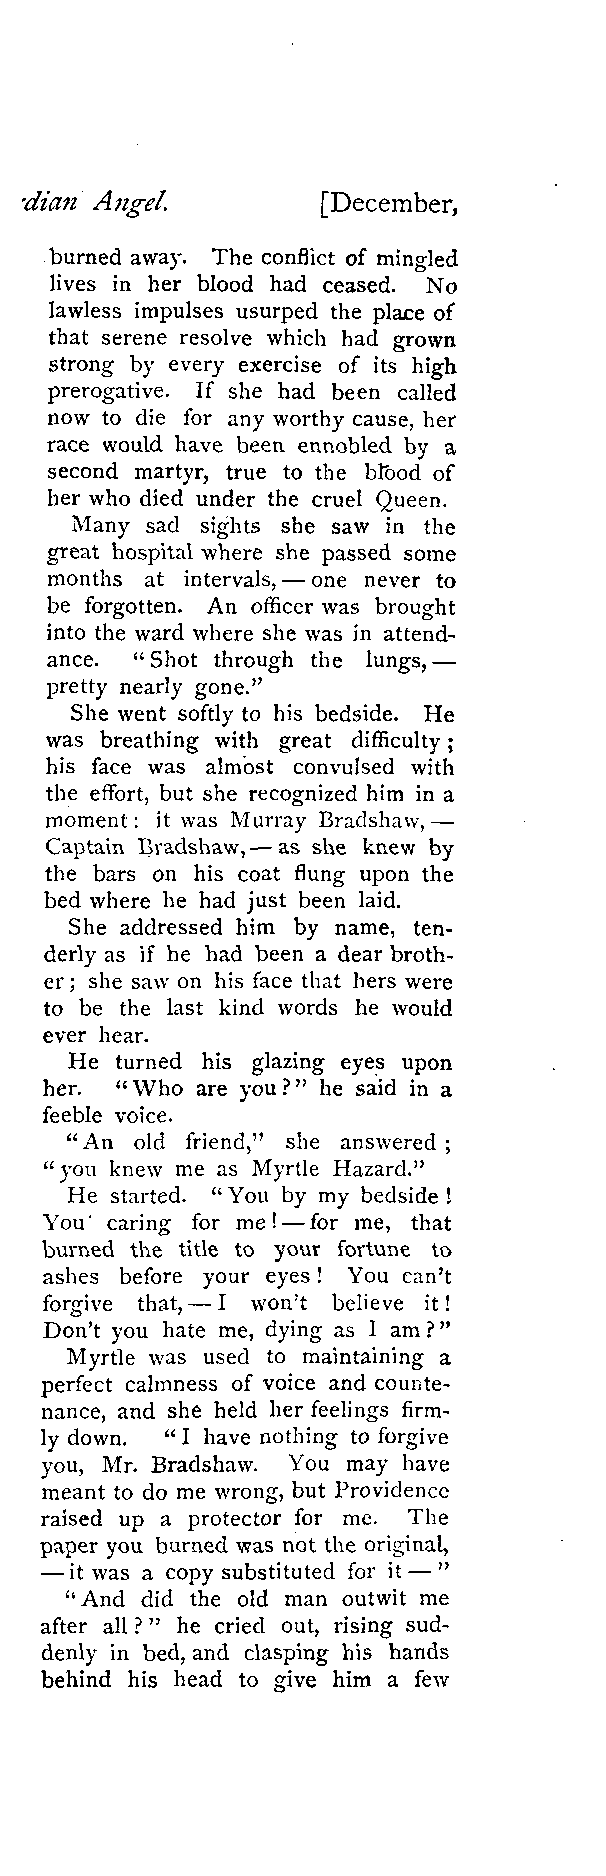 dian Angel. [December,
burned away. The conflict of mingled
lives in her blood had ceased. No
lawless impulses usurped the place of
that serene resolve which had grown
strong by every exercise of its high
prerogative. If she had been called
now to die for any worthy cause, her
race would have been ennobled by a
second martyr, true to the blood of
her who died under the cruel Queen.
Many sad sights she saw in the
great hospital where she passed some
months at intervals, — one never to
be forgotten. An officer was brought
into the ward where she was in attend-
ance. "Shot through the lungs, —
pretty nearly gone."
She went softly to his bedside. He
was breathing with great difficulty;
his face was almost convulsed with
the effort, but she recognized him in a
moment: it was Murray Bradshaw, —
Captain Bradshaw, — as she knew by
the bars on his coat flung upon the
bed where he had just been laid.
She addressed him by name, ten-
derly as if he had been a dear broth-
er; she saw on his face that hers were
to be the last kind words he would
ever hear.
He turned his glazing eyes upon
her. "Who are you?" he said in a
feeble voice.
"An old friend," she answered;
"you knew me as Myrtle Hazard."
He started. "You by my bedside!
You caring for me! — for me, that
burned the title to your fortune to
ashes before your eyes! You can't
forgive that, — I won't believe it!
Don't you hate me, dying as I am?"
Myrtle was used to maintaining a
perfect calmness of voice and counte-
nance, and she held her feelings firm-
ly down. "I have nothing to forgive
you, Mr. Bradshaw. You may have
meant to do me wrong, but Providence
raised up a protector for me. The
paper you burned was not the original,
— it was a copy substituted for it — "
"And did the old man outwit me
after all?" he cried out, rising sud-
denly in bed, and clasping his hands
behind his head to give him a few